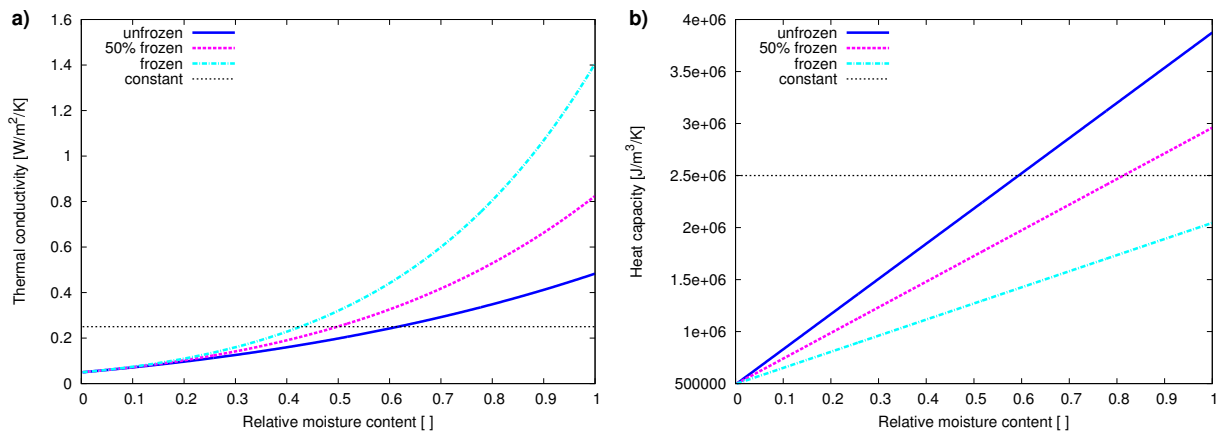 a)
Thermal conductivity [W/m²/K]
1.6
1.4
1.2
1
0.8
0.6
0.4
0.2
0
unfrozen
50% frozen
frozen
constant
0 0.1 0.2 0.3 0.4 0.5 0.6 0.7 0.8 0.9 1
Relative moisture content [ ]
b)
Heat capacity [J/m³/K]
4e+06
3.5e+06
3e+06
2.5e+06
2e+06
1.5e+06
1e+06
500000
unfrozen
50% frozen
frozen
constant
0 0.1 0.2 0.3 0.4 0.5 0.6 0.7 0.8 0.9 1
Relative moisture content [ ]